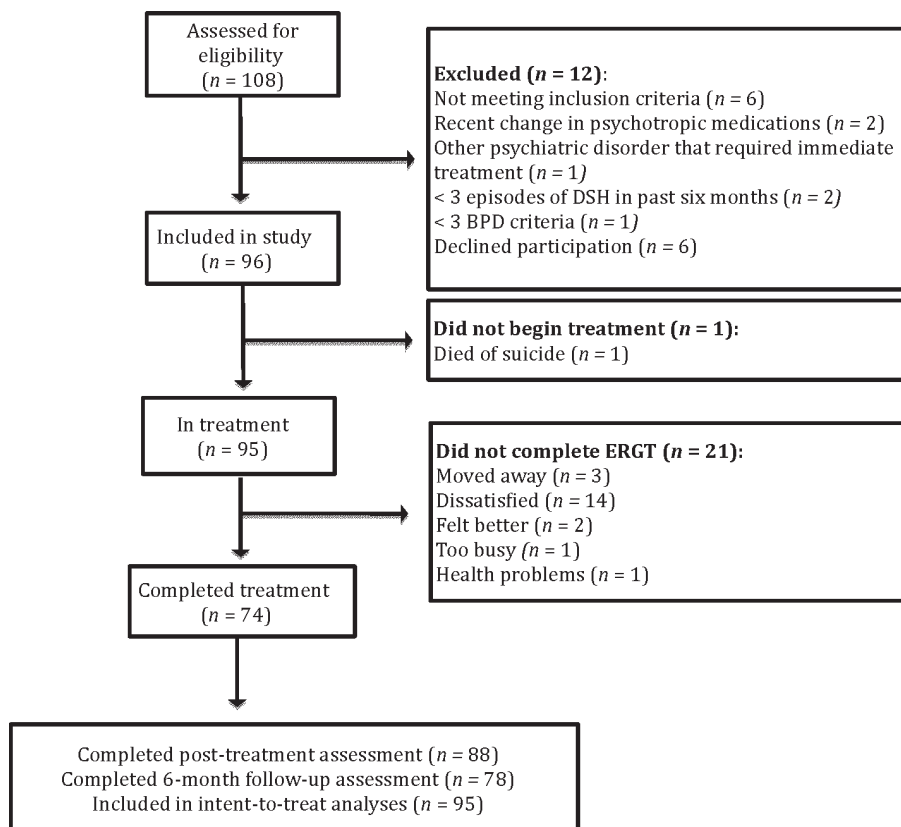 Assessed for
eligibility
(n = 108)
Excluded (n = 12):
Not meeting inclusion criteria (n = 6)
Recent change in psychotropic medications (n = 2)
Other psychiatric disorder that required immediate
treatment (n = 1)
< 3 episodes of DSH in past six months (n = 2)
< 3 BPD criteria (n = 1)
Declined participation (n = 6)
Included in study
(n = 96)
Did not begin treatment (n = 1):
Died of suicide (n = 1)
In treatment
(n = 95)
Did not complete ERGT (n = 21):
Moved away (n = 3)
Dissatisfied (n = 14)
Felt better (n = 2)
Too busy (n = 1)
Health problems (n = 1)
Completed treatment
(n = 74)
Completed post-treatment assessment (n = 88)
Completed 6-month follow-up assessment (n = 78)
Included in intent-to-treat analyses (n = 95)